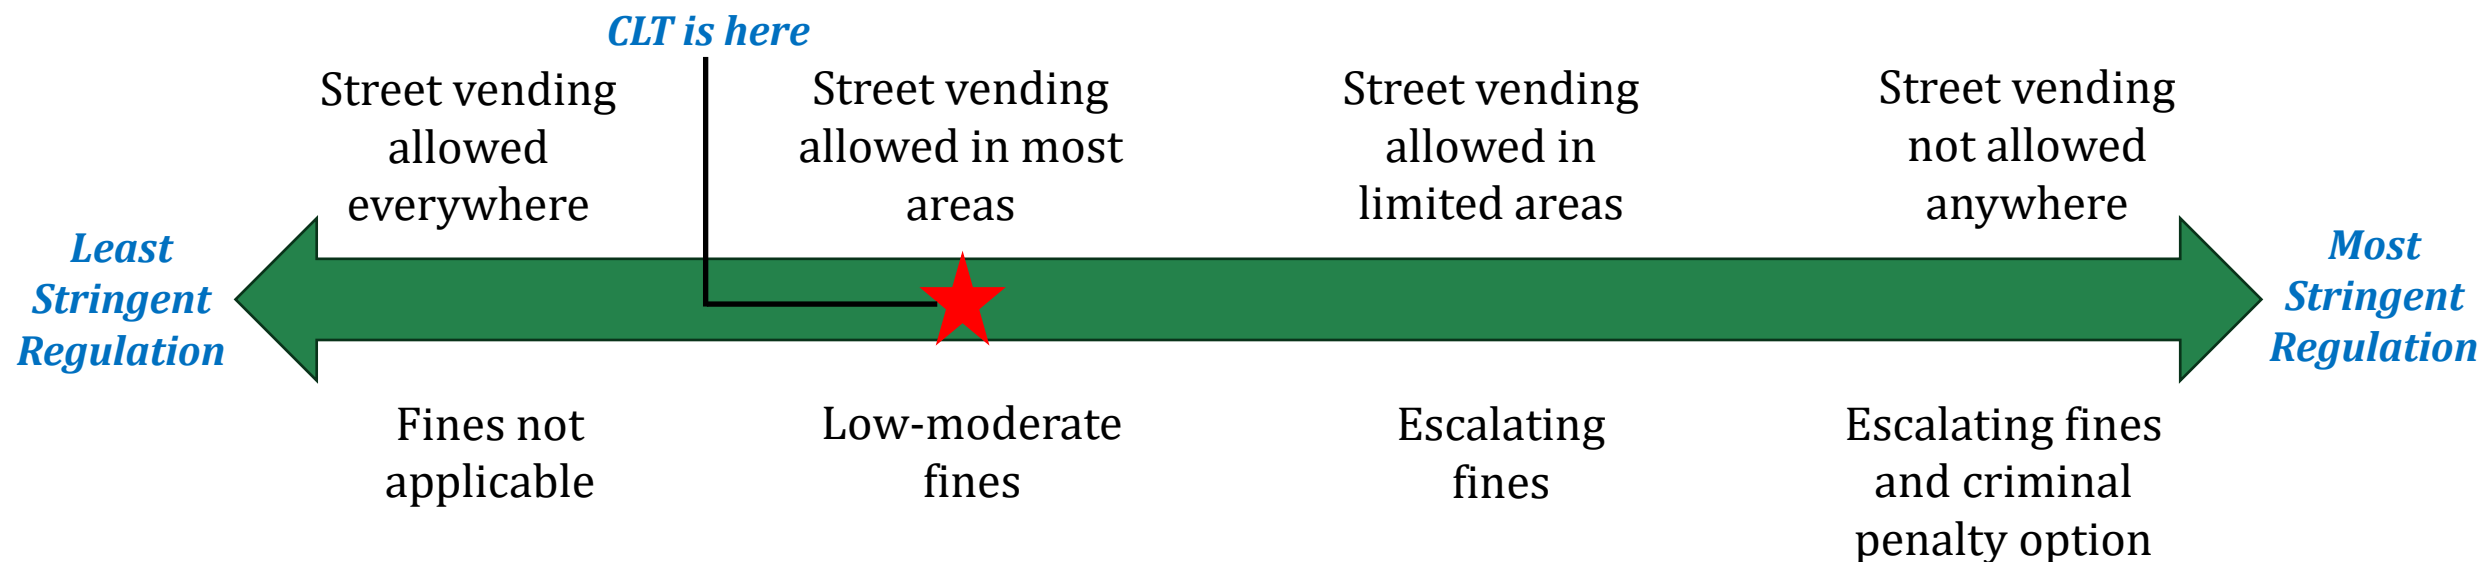 CLT is here
Street vending
allowed
everywhere
Street vending
allowed in most
areas
Street vending
allowed in
limited areas
Street vending
not allowed
anywhere
Least
Stringent
Regulation
Most
Stringent
Regulation
Fines not
applicable
Low-moderate
fines
Escalating
fines
Escalating fines
and criminal
penalty option